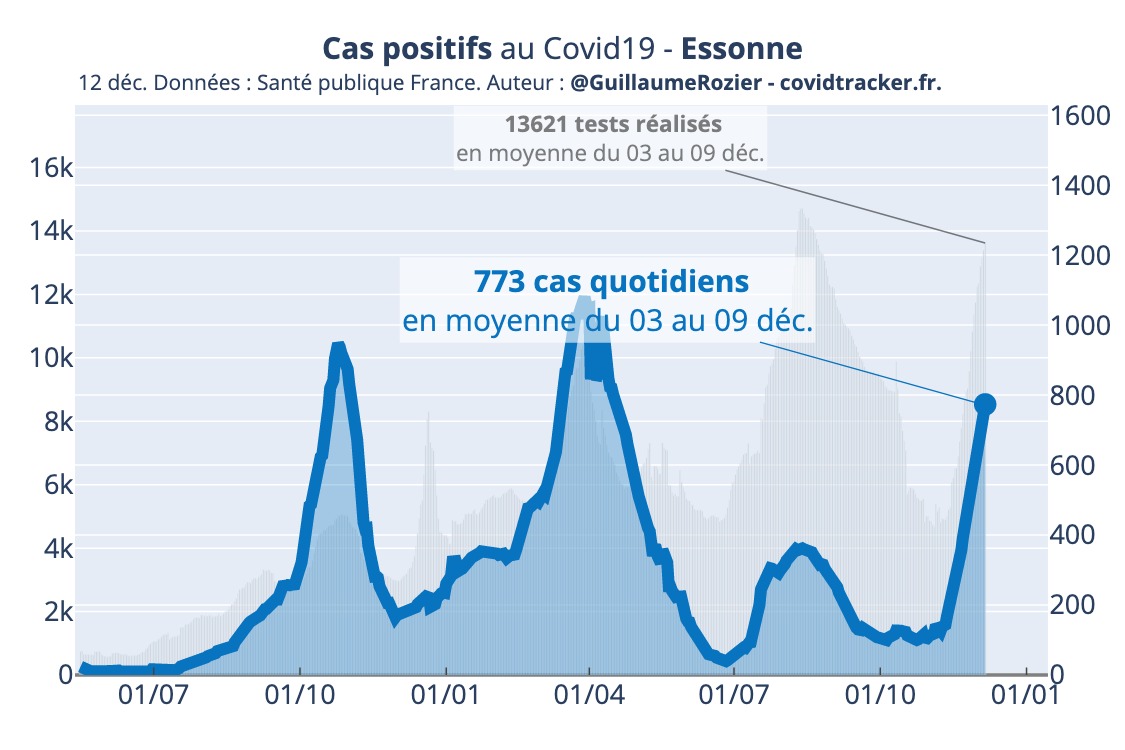 Cas positifs au Covid19 - Essonne
12 déc. Données : Santé publique France. Auteur : @GuillaumeRozier - covidtracker.fr.
13621 tests réalisés
en moyenne du 03 au 09 déc.
773 cas quotidiens
en moyenne du 03 au 09 déc.
16k
14k
12k
10k
8k
6k
4k
2k
0
1600
1400
1200
1000
800
600
400
200
0
01/07
01/10
01/01
01/04
01/07
01/10
01/01